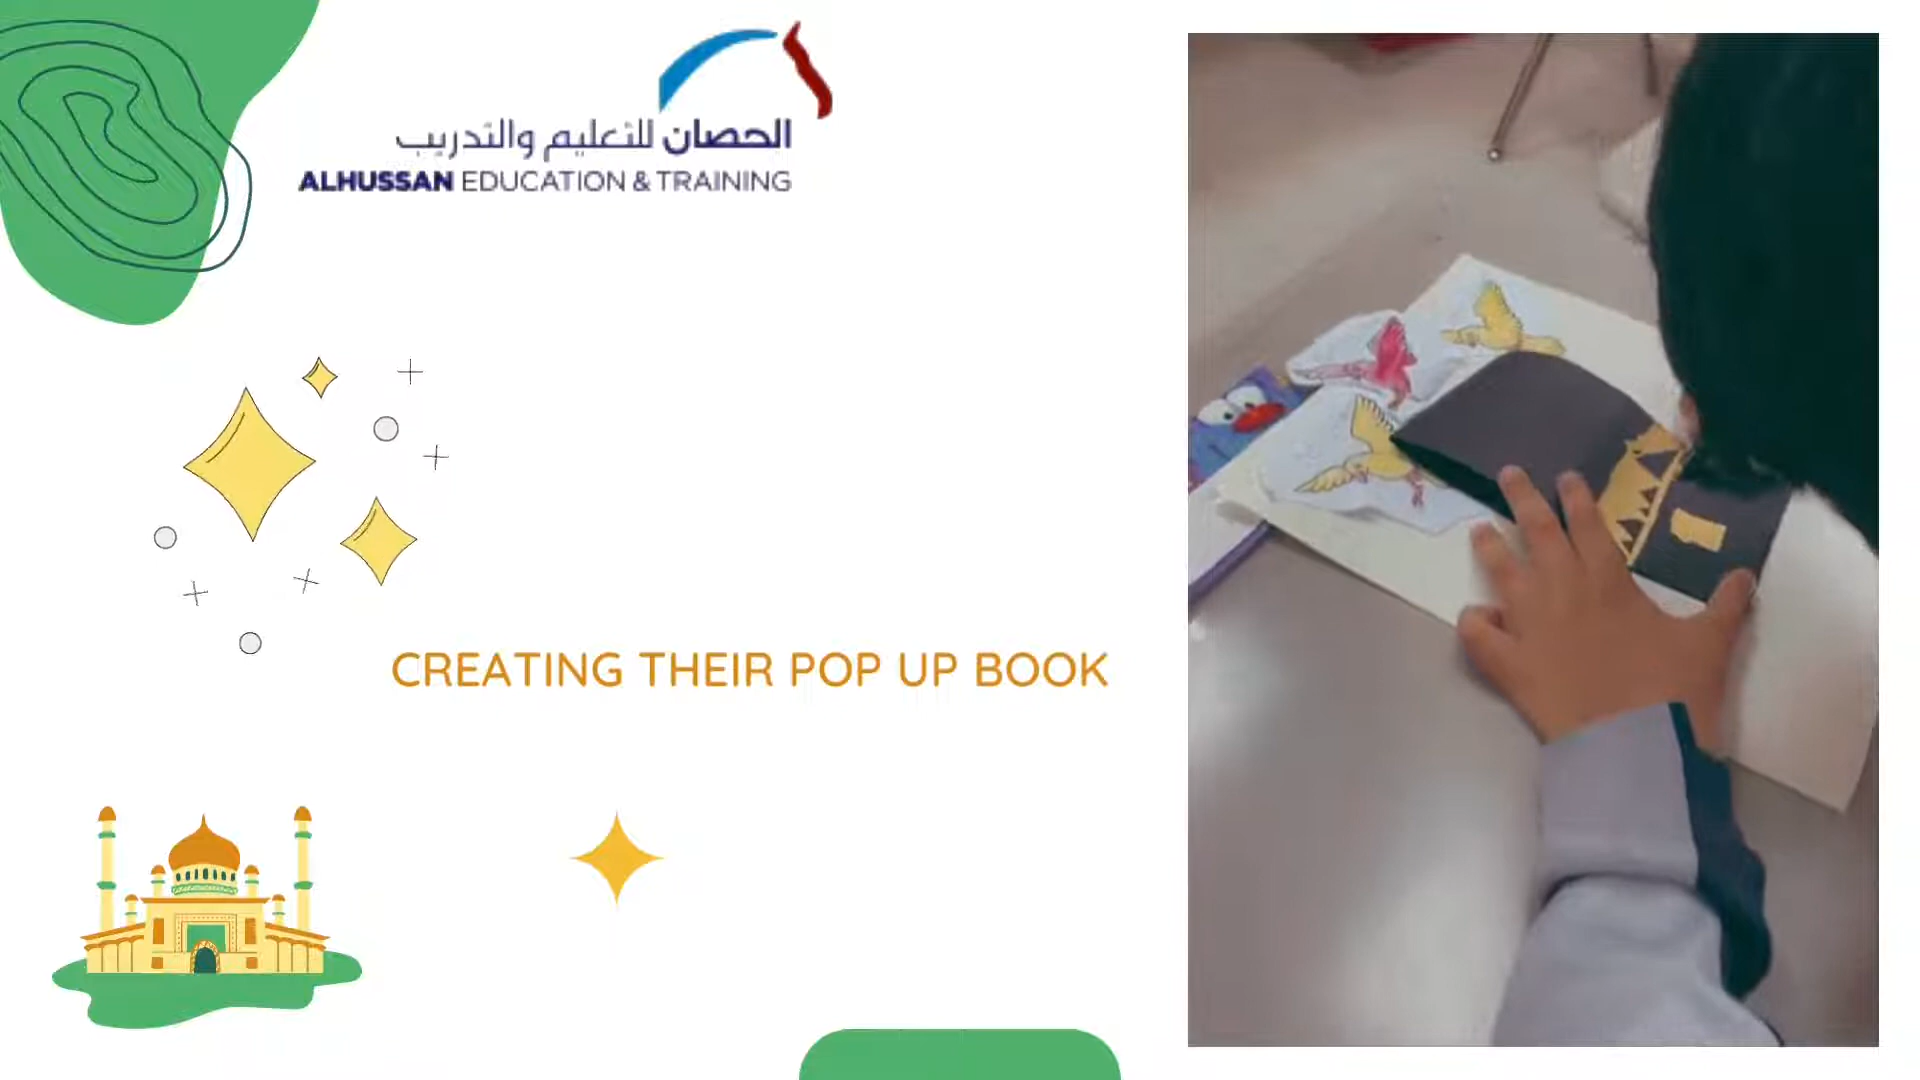 الحصان للتعليم والتدريب
ALHUSSAN EDUCATION & TRAINING
CREATING THEIR POP UP BOOK